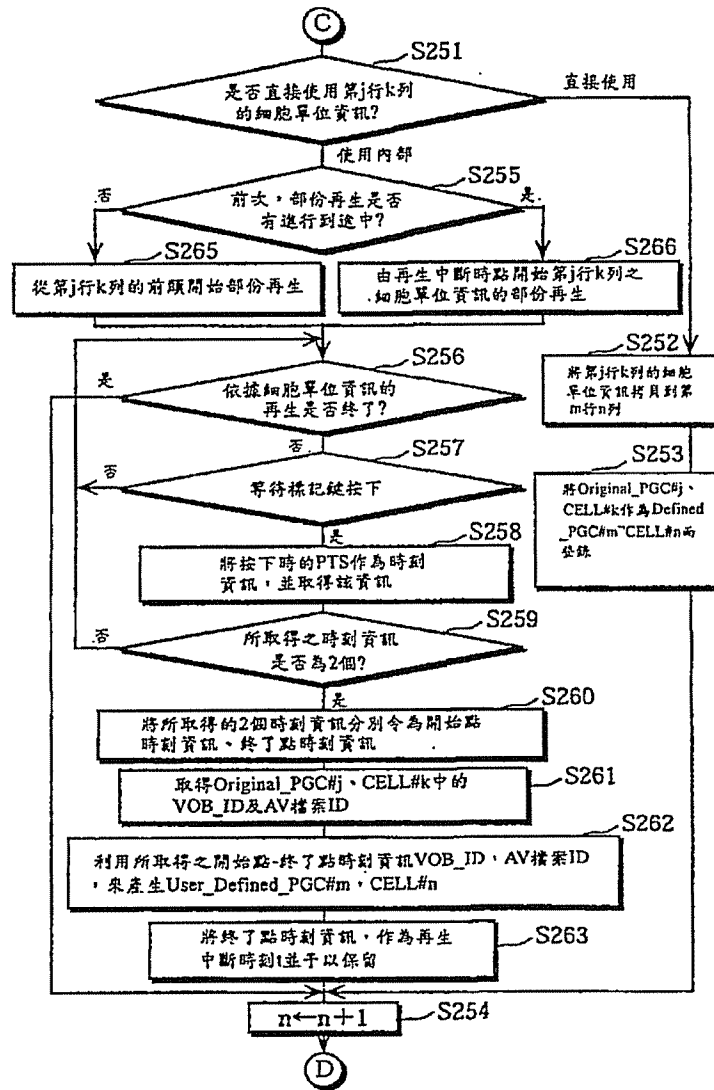 C
S251
是否直接使用第j行k列
的細胞單位資訊?
直接使用
使用內部
S255
否
前次,部份再生是否
有進行到途中?
是
S265
從第j行k列的前頭開始部份再生
S266
由再生中斷時點開始第j行k列之
細胞單位資訊的部份再生
S252
將第j行k列的細胞
單位資訊拷貝到第
m行n列
S256
是
依據細胞單位資訊的
再生是否終了?
否
S257
否
等待標記鍵按下
是
S253
將Original_PGC#j、
CELL#k作為Defined
_PGC#m~CELL#n而
登錄
S258
將按下時的PTS作為時刻
資訊,並取得該資訊
S259
否
所取得之時刻資訊
是否為2個?
是
S260
將所取得的2個時刻資訊分別令為開始點
時刻資訊、終了點時刻資訊
S261
取得Original_PGC#j、CELL#k中的
VOB_ID及AV檔案ID
S262
利用所取得之開始點-終了點時刻資訊VOB_ID,AV檔案ID
,來產生User_Defined_PGC#m,CELL#n
S263
將終了點時刻資訊,作為再生
中斷時刻t並予以保留
S254
n←n+1
D